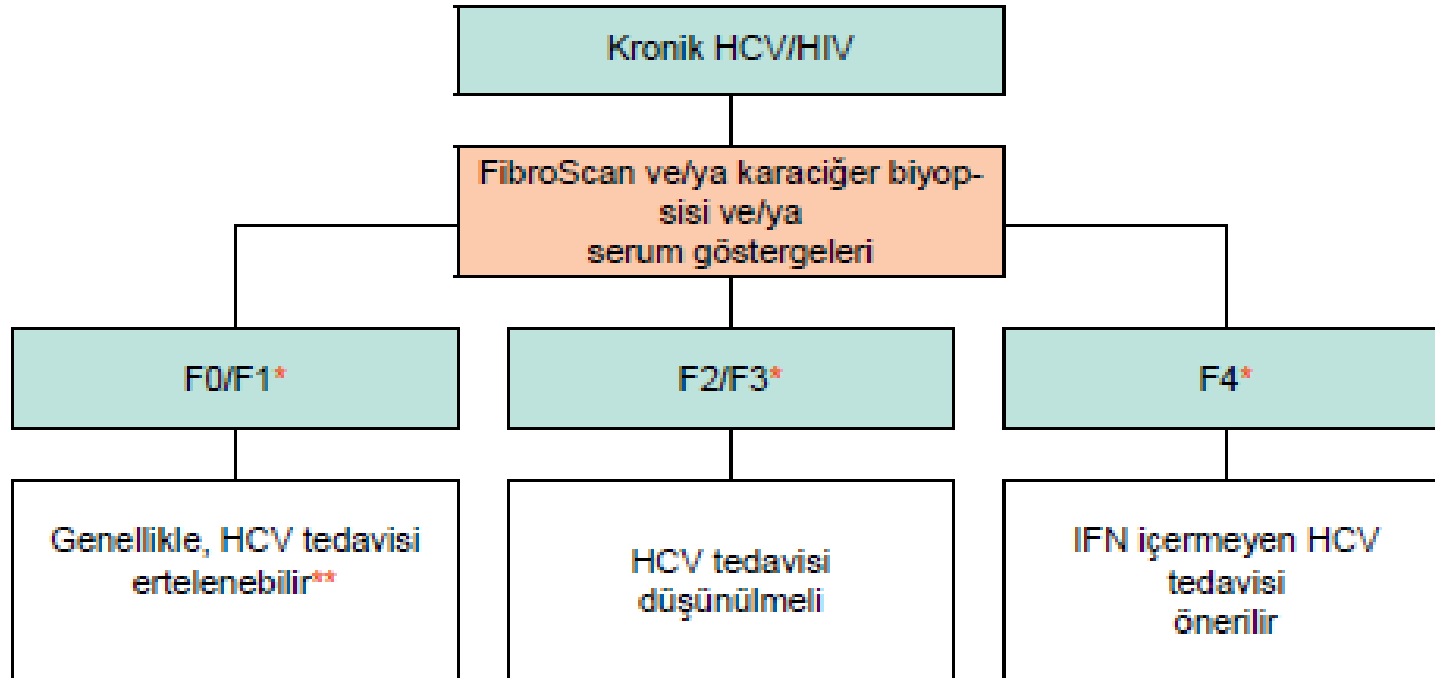 Kronik HCV/HIV
FibroScan ve/ya karaciğer biyop-
sisi ve/ya
serum göstergeleri
F0/F1*
F2/F3*
F4*
Genellikle, HCV tedavisi
ertelenebilir**
HCV tedavisi
düşünülmeli
IFN içermeyen HCV
tedavisi
önerilir